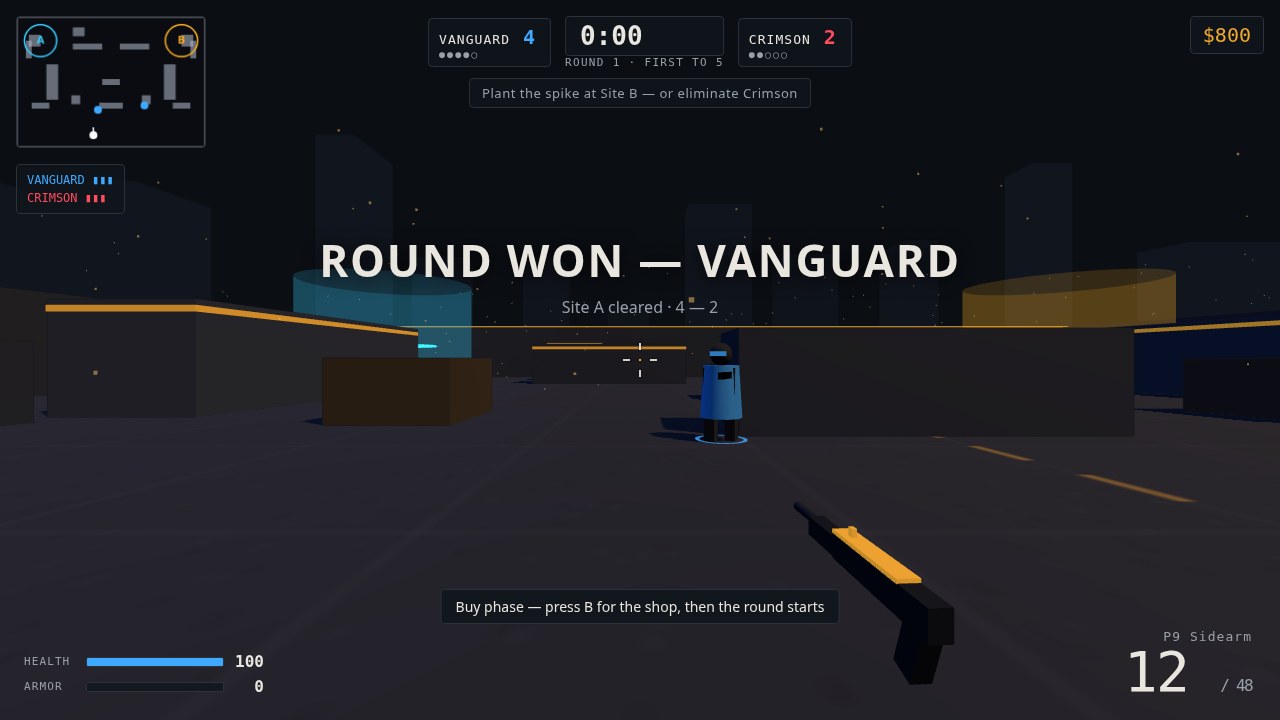 A
B
VANGUARD 4
0:00
CRIMSON 2
ROUND 1 · FIRST TO 5
$800
Plant the spike at Site B — or eliminate Crimson
VANGUARD
CRIMSON
ROUND WON — VANGUARD
Site A cleared · 4 — 2
Buy phase — press B for the shop, then the round starts
HEALTH 100
ARMOR 0
P9 Sidearm
12 / 48